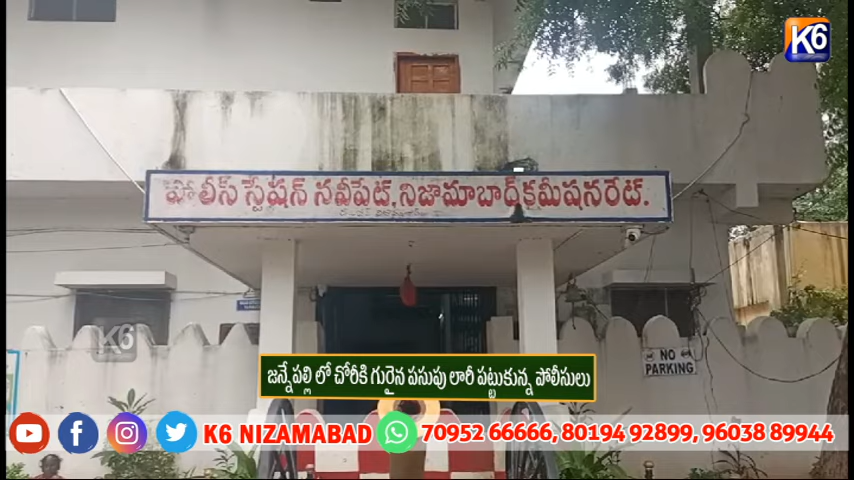 K6
పోలీస్ స్టేషన్ నవీపేట్, నిజామాబాద్ కమీషనరేట్.
K6
NO
PARKING
జన్నేపల్లి లో చోరీకి గురైన పసుపు లారీ పట్టుకున్న పోలీసులు
K6 NIZAMABAD 70952 66666, 80194 92899, 96038 89944